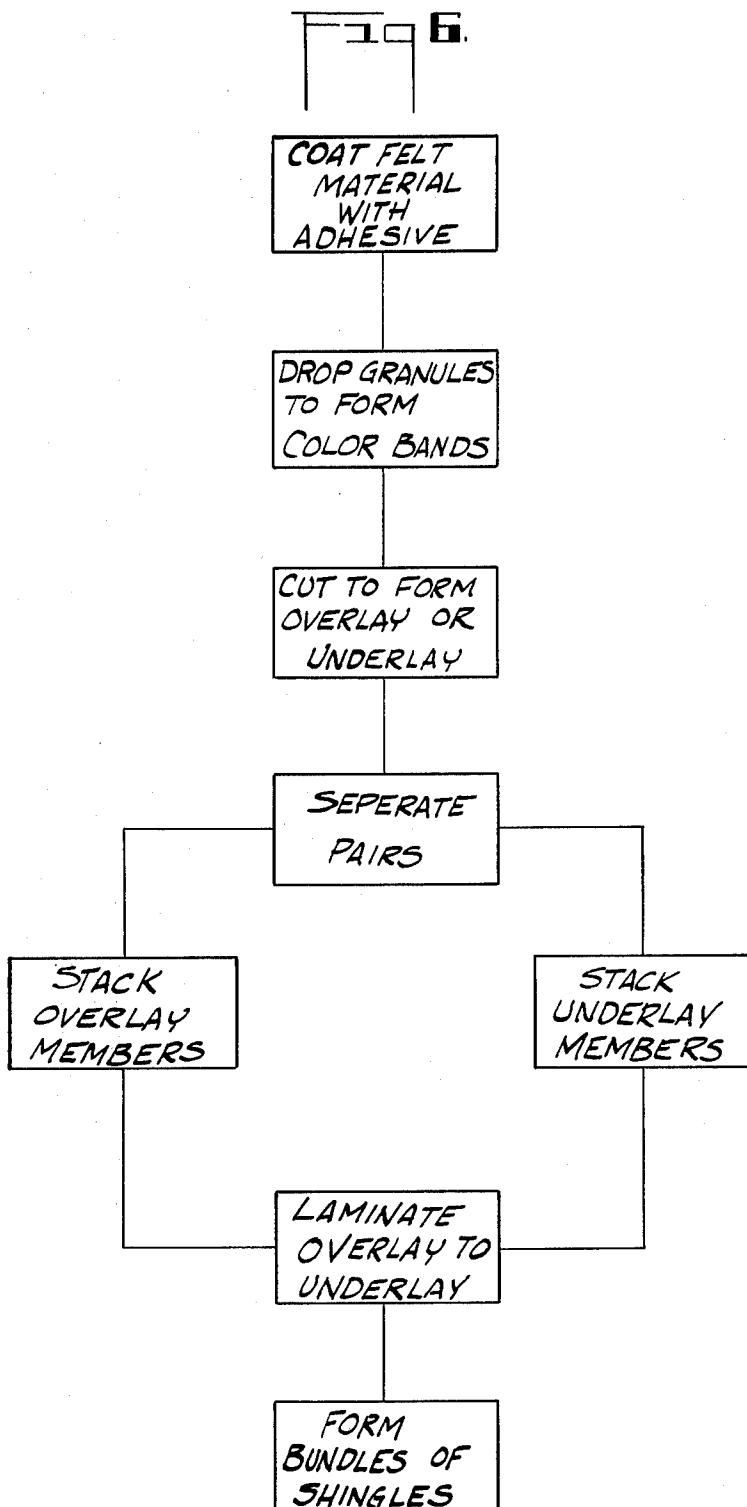 Fig 6.
COAT FELT
MATERIAL
WITH
ADHESIVE
DROP GRANULES
TO FORM
COLOR BANDS
CUT TO FORM
OVERLAY OR
UNDERLAY
SEPERATE
PAIRS
STACK
OVERLAY
MEMBERS
STACK
UNDERLAY
MEMBERS
LAMINATE
OVERLAY TO
UNDERLAY
FORM
BUNDLES OF
SHINGLES